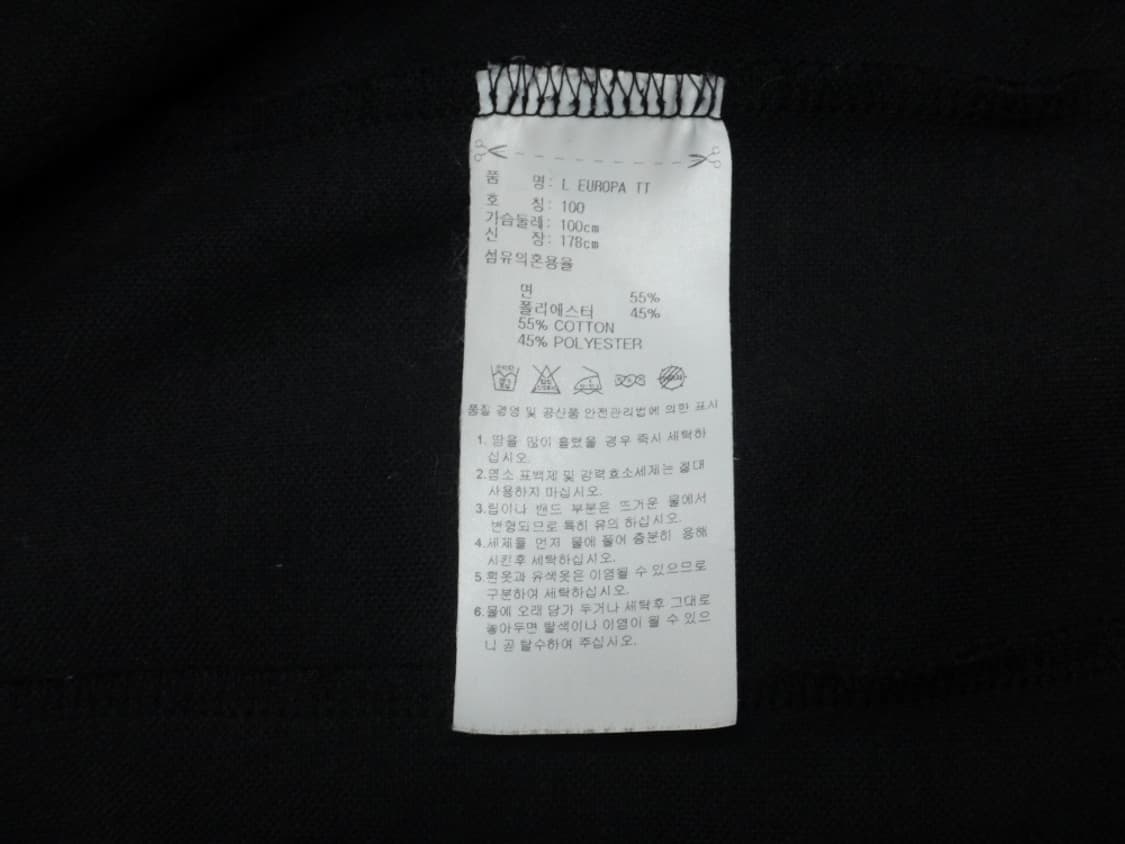 품 명: L EUROPA TT
호 칭: 100
가슴둘레: 100cm
신 장: 178cm
섬유의혼용율
면 55%
폴리에스터 45%
55% COTTON
45% POLYESTER
품질 경영 및 공산품 안전관리법에 의한 표시
1. 땀을 많이 흘렸을 경우 즉시 세탁하
십시오.
2.염소 표백제 및 강력효소세제는 절대
사용하지 마십시오.
3.립이나 밴드 부분은 뜨거운 물에서
변형되므로 특히 유의 하십시오.
4.세제를 먼저 물에 풀어 충분히 용해
시킨후 세탁하십시오.
5.흰옷과 유색옷은 이염될 수 있으므로
구분하여 세탁하십시오.
6.물에 오래 담가 두거나 세탁후 그대로
놓아두면 탈색이나 이염이 될 수 있으
니 곧 탈수하여 주십시오.